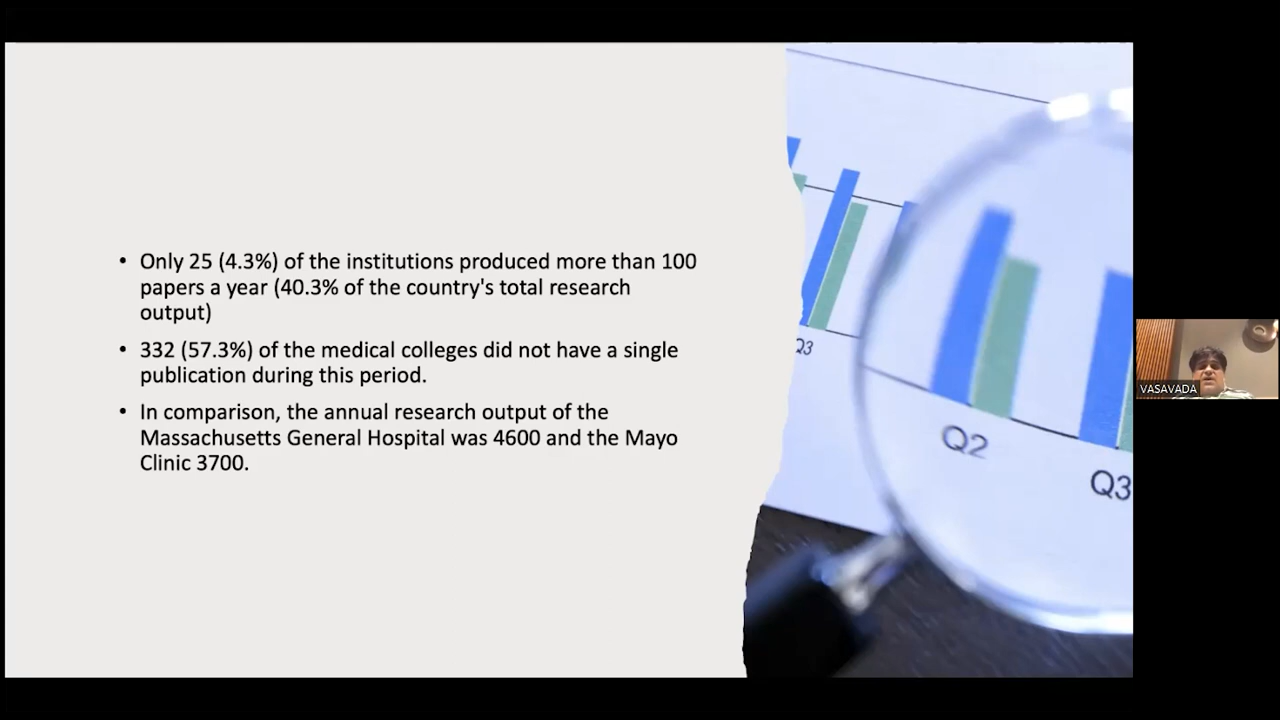 • Only 25 (4.3%) of the institutions produced more than 100
papers a year (40.3% of the country's total research
output)
• 332 (57.3%) of the medical colleges did not have a single
publication during this period.
• In comparison, the annual research output of the
Massachusetts General Hospital was 4600 and the Mayo
Clinic 3700.
Q3
Q2
Q3
VASAVADA